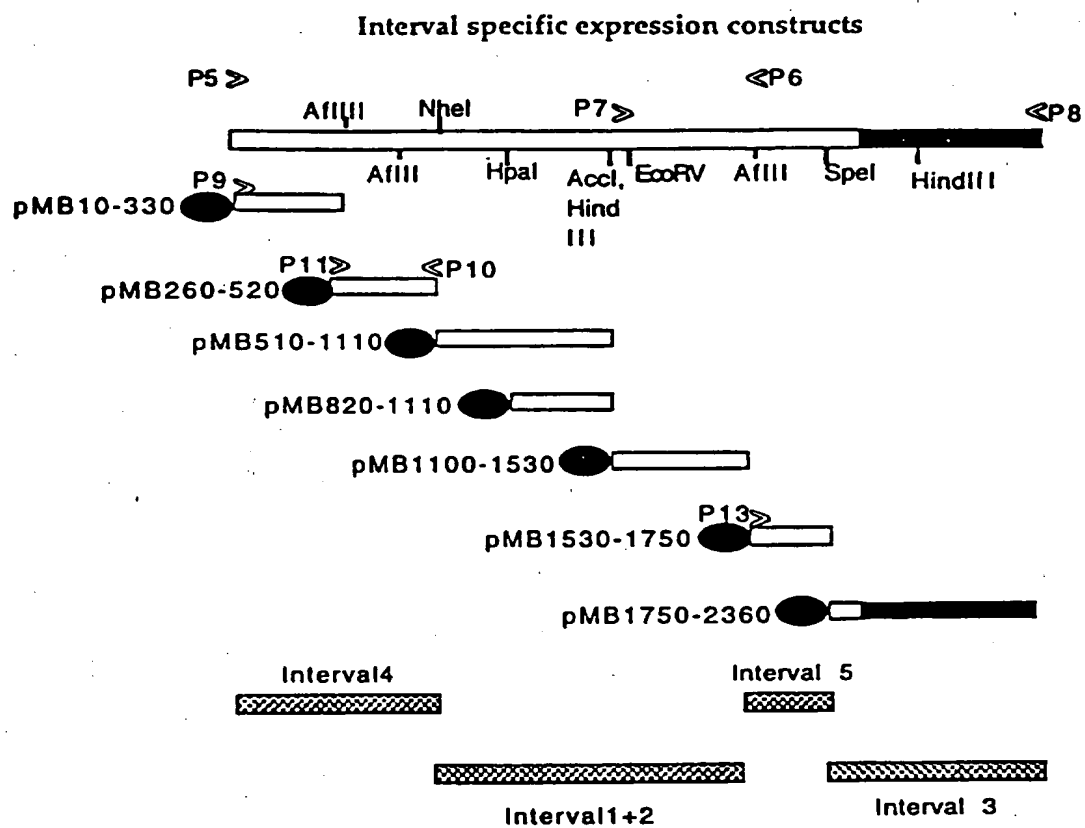 Interval specific expression constructs
P5
P6
AflIII
NheI
P7
P8
AflII
HpaI
AccI,
Hind
III
EcoRV
AflII
SpeI
HindIII
P9
pMB10-330
P11
P10
pMB260-520
pMB510-1110
pMB820-1110
pMB1100-1530
P13
pMB1530-1750
pMB1750-2360
Interval4
Interval 5
Interval1+2
Interval 3